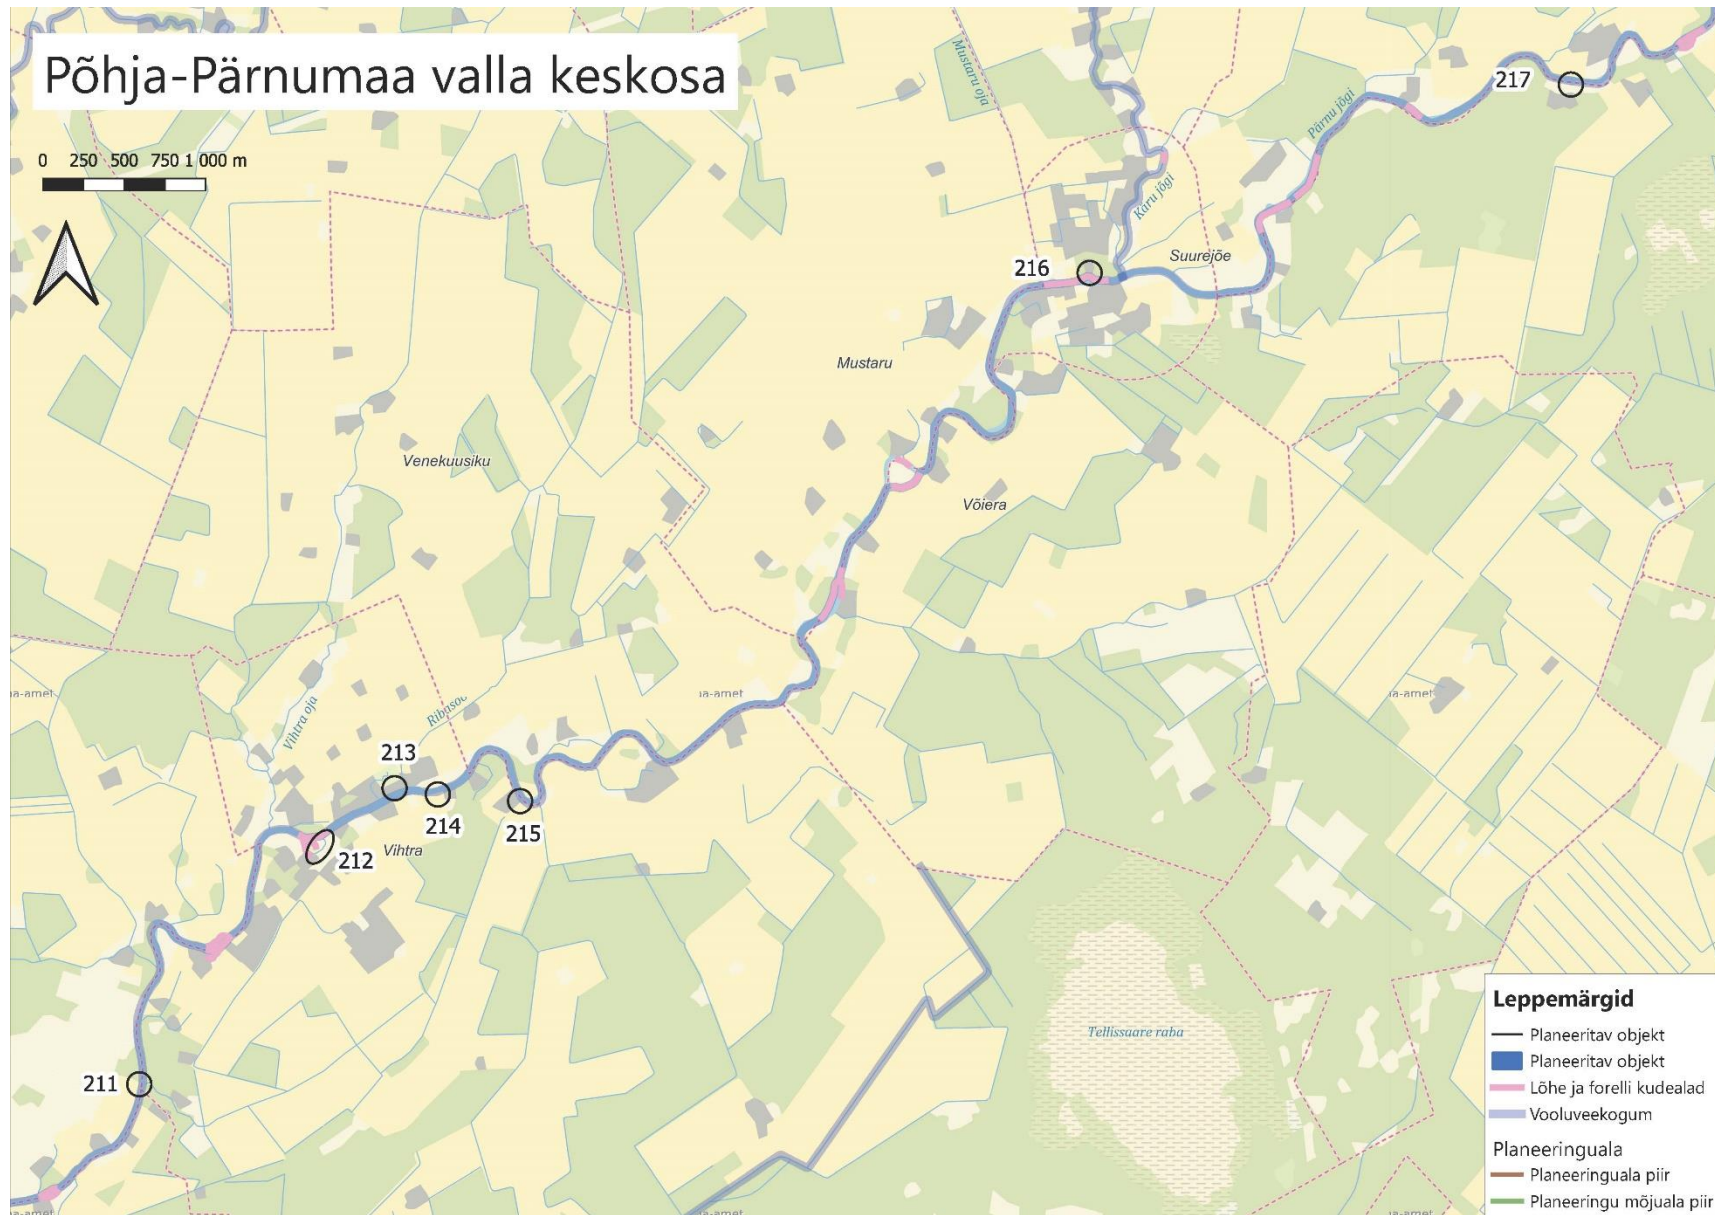 Põhja-Pärnumaa valla keskosa
0 250 500 750 1 000 m
Mustaru oja
Pärnu jõgi
217
Käru jõgi
216
Suurejõe
Mustaru
Venekuusiku
Võiera
Vihtra oja
213
214
215
212
Vihtra
Tellissaare raba
211
Leppemärgid
Planeeritav objekt
Planeeritav objekt
Lõhe ja forelli kudealad
Vooluveekogum
Planeeringuala
Planeeringuala piir
Planeeringu mõjuala piir